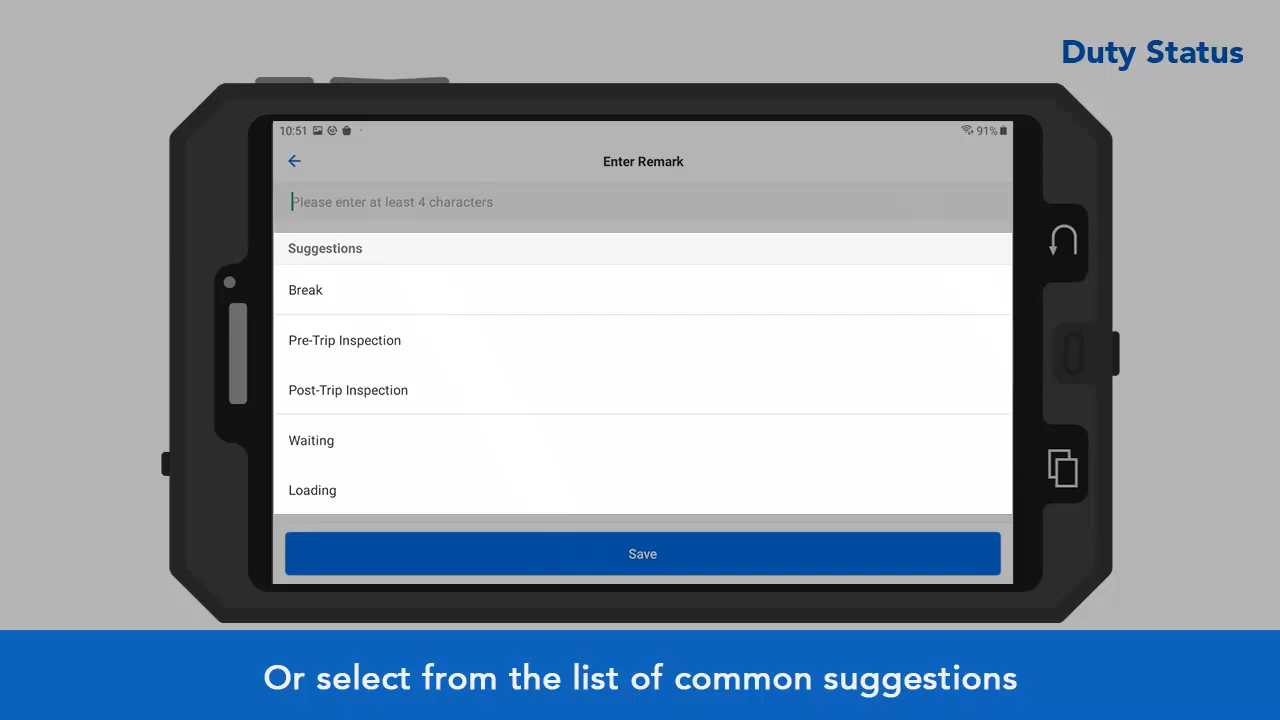 Duty Status
10:51
91%
Enter Remark
Please enter at least 4 characters
Suggestions
Break
Pre-Trip Inspection
Post-Trip Inspection
Waiting
Loading
Save
Or select from the list of common suggestions